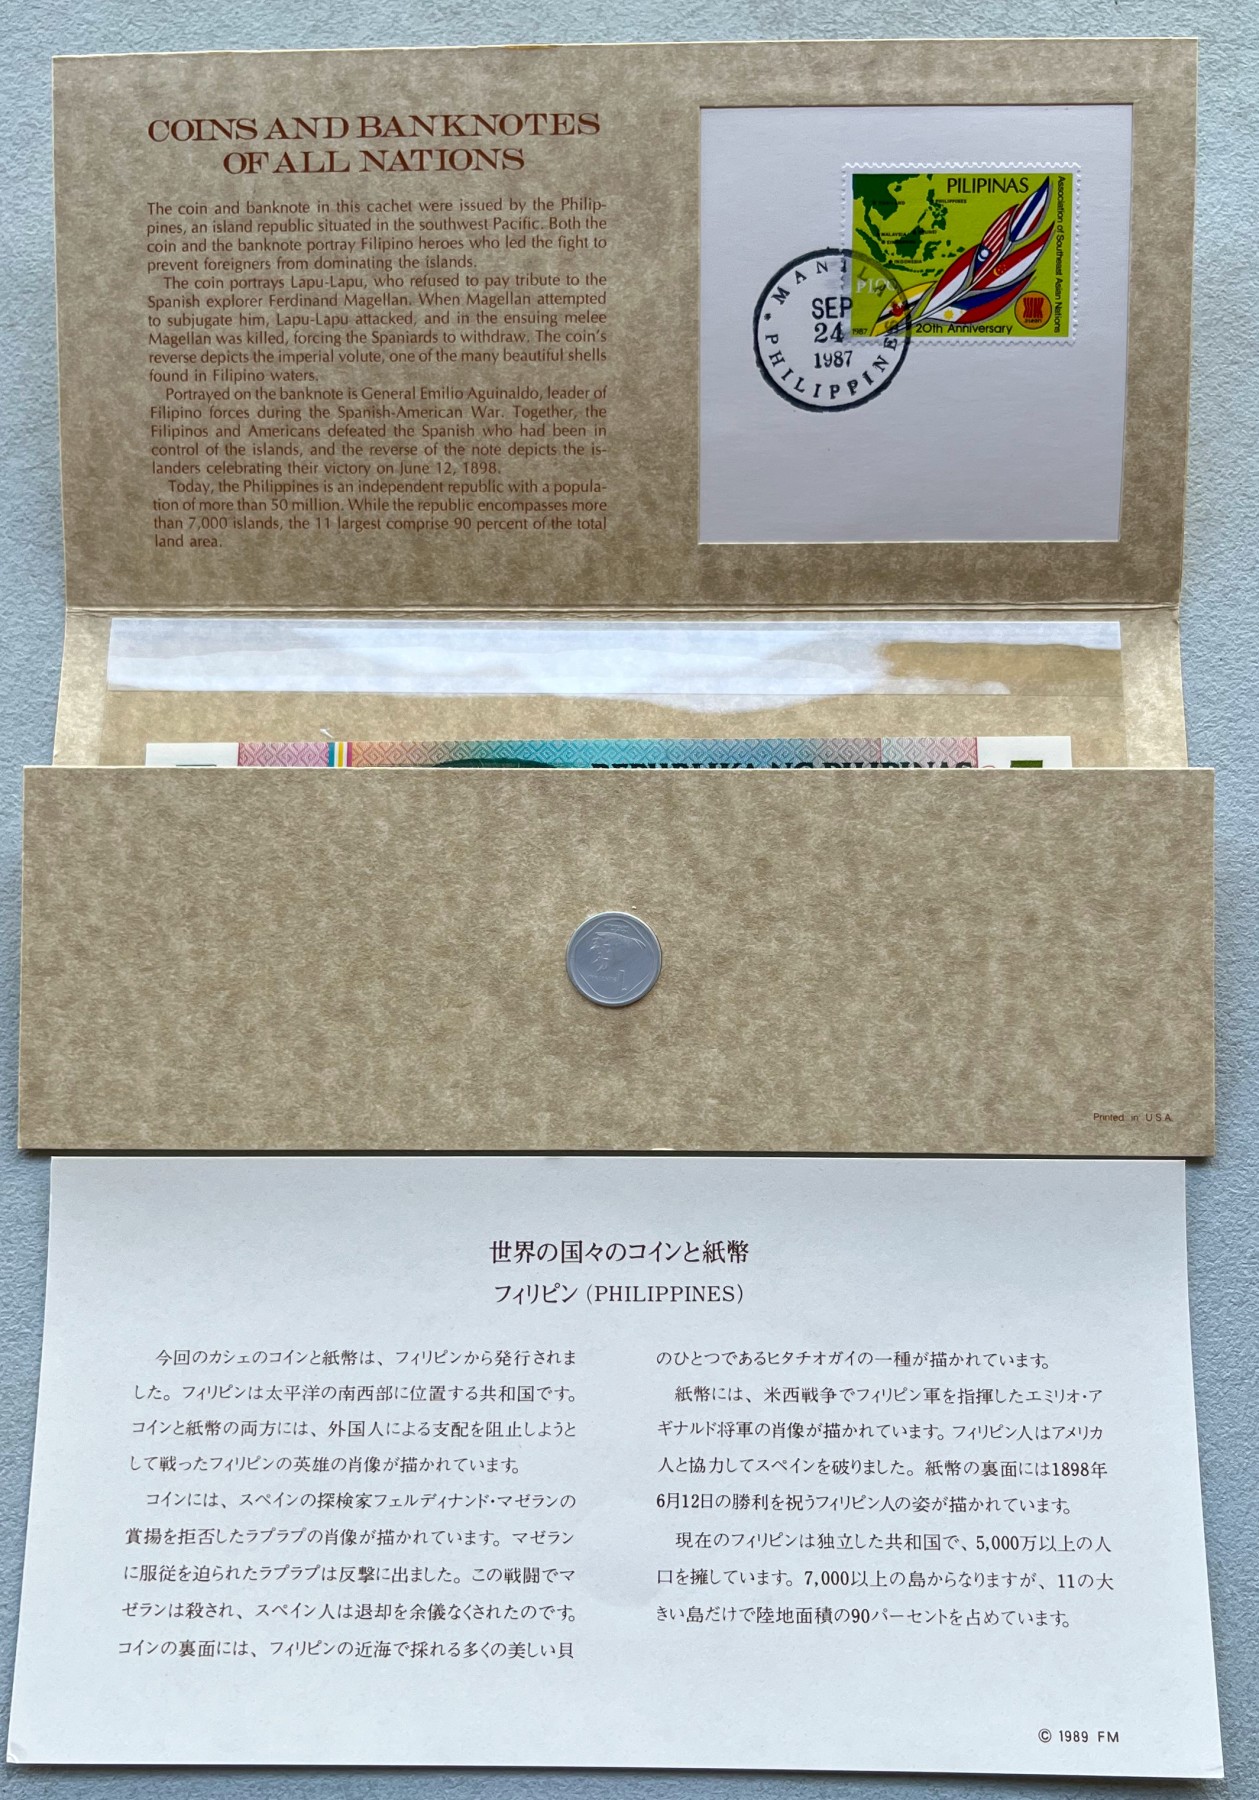 COINS AND BANKNOTES
OF ALL NATIONS
The coin and banknote in this cachet were issued by the Philip-
pines, an island republic situated in the southwest Pacific. Both the
coin and the banknote portray Filipino heroes who led the fight to
prevent foreigners from dominating the islands.
The coin portrays Lapu-Lapu, who refused to pay tribute to the
Spanish explorer Ferdinand Magellan. When Magellan attempted
to subjugate him, Lapu-Lapu attacked, and in the ensuing melee
Magellan was killed, forcing the Spaniards to withdraw. The coin's
reverse depicts the imperial volute, one of the many beautiful shells
found in Filipino waters.
Portrayed on the banknote is General Emilio Aguinaldo, leader of
Filipino forces during the Spanish-American War. Together, the
Filipinos and Americans defeated the Spanish who had been in
control of the islands, and the reverse of the note depicts the is-
landers celebrating their victory on June 12, 1898.
Today, the Philippines is an independent republic with a popula-
tion of more than 50 million. While the republic encompasses more
than 7,000 islands, the 11 largest comprise 90 percent of the total
land area.
PILIPINAS
Association of Southeast Asian Nations
PHILIPPINES
MALAYSIA
INDONESIA
1987
20th Anniversary
MANILA
SEP
24
1987
PHILIPPINES
REPUBLIKA NG PILIPINAS
1
Printed in U.S.A.
世界の国々のコインと紙幣
フィリピン (PHILIPPINES)
今回のカシェのコインと紙幣は、フィリピンから発行されま
した。フィリピンは太平洋の南西部に位置する共和国です。
コインと紙幣の両方には、外国人による支配を阻止しようと
して戦ったフィリピンの英雄の肖像が描かれています。
コインには、スペインの探検家フェルディナンド・マゼランの
賞揚を拒否したラプラプの肖像が描かれています。マゼラン
に服従を迫られたラプラプは反撃に出ました。この戦闘でマ
ゼランは殺され、スペイン人は退却を余儀なくされたのです。
コインの裏面には、フィリピンの近海で採れる多くの美しい貝
のひとつであるヒタチオガイの一種が描かれています。
紙幣には、米西戦争でフィリピン軍を指揮したエミリオ・ア
ギナルド将軍の肖像が描かれています。フィリピン人はアメリカ
人と協力してスペインを破りました。紙幣の裏面には1898年
6月12日の勝利を祝うフィリピン人の姿が描かれています。
現在のフィリピンは独立した共和国で、5,000万以上の人
口を擁しています。7,000以上の島からなりますが、11の大
きい島だけで陸地面積の90パーセントを占めています。
© 1989 FM